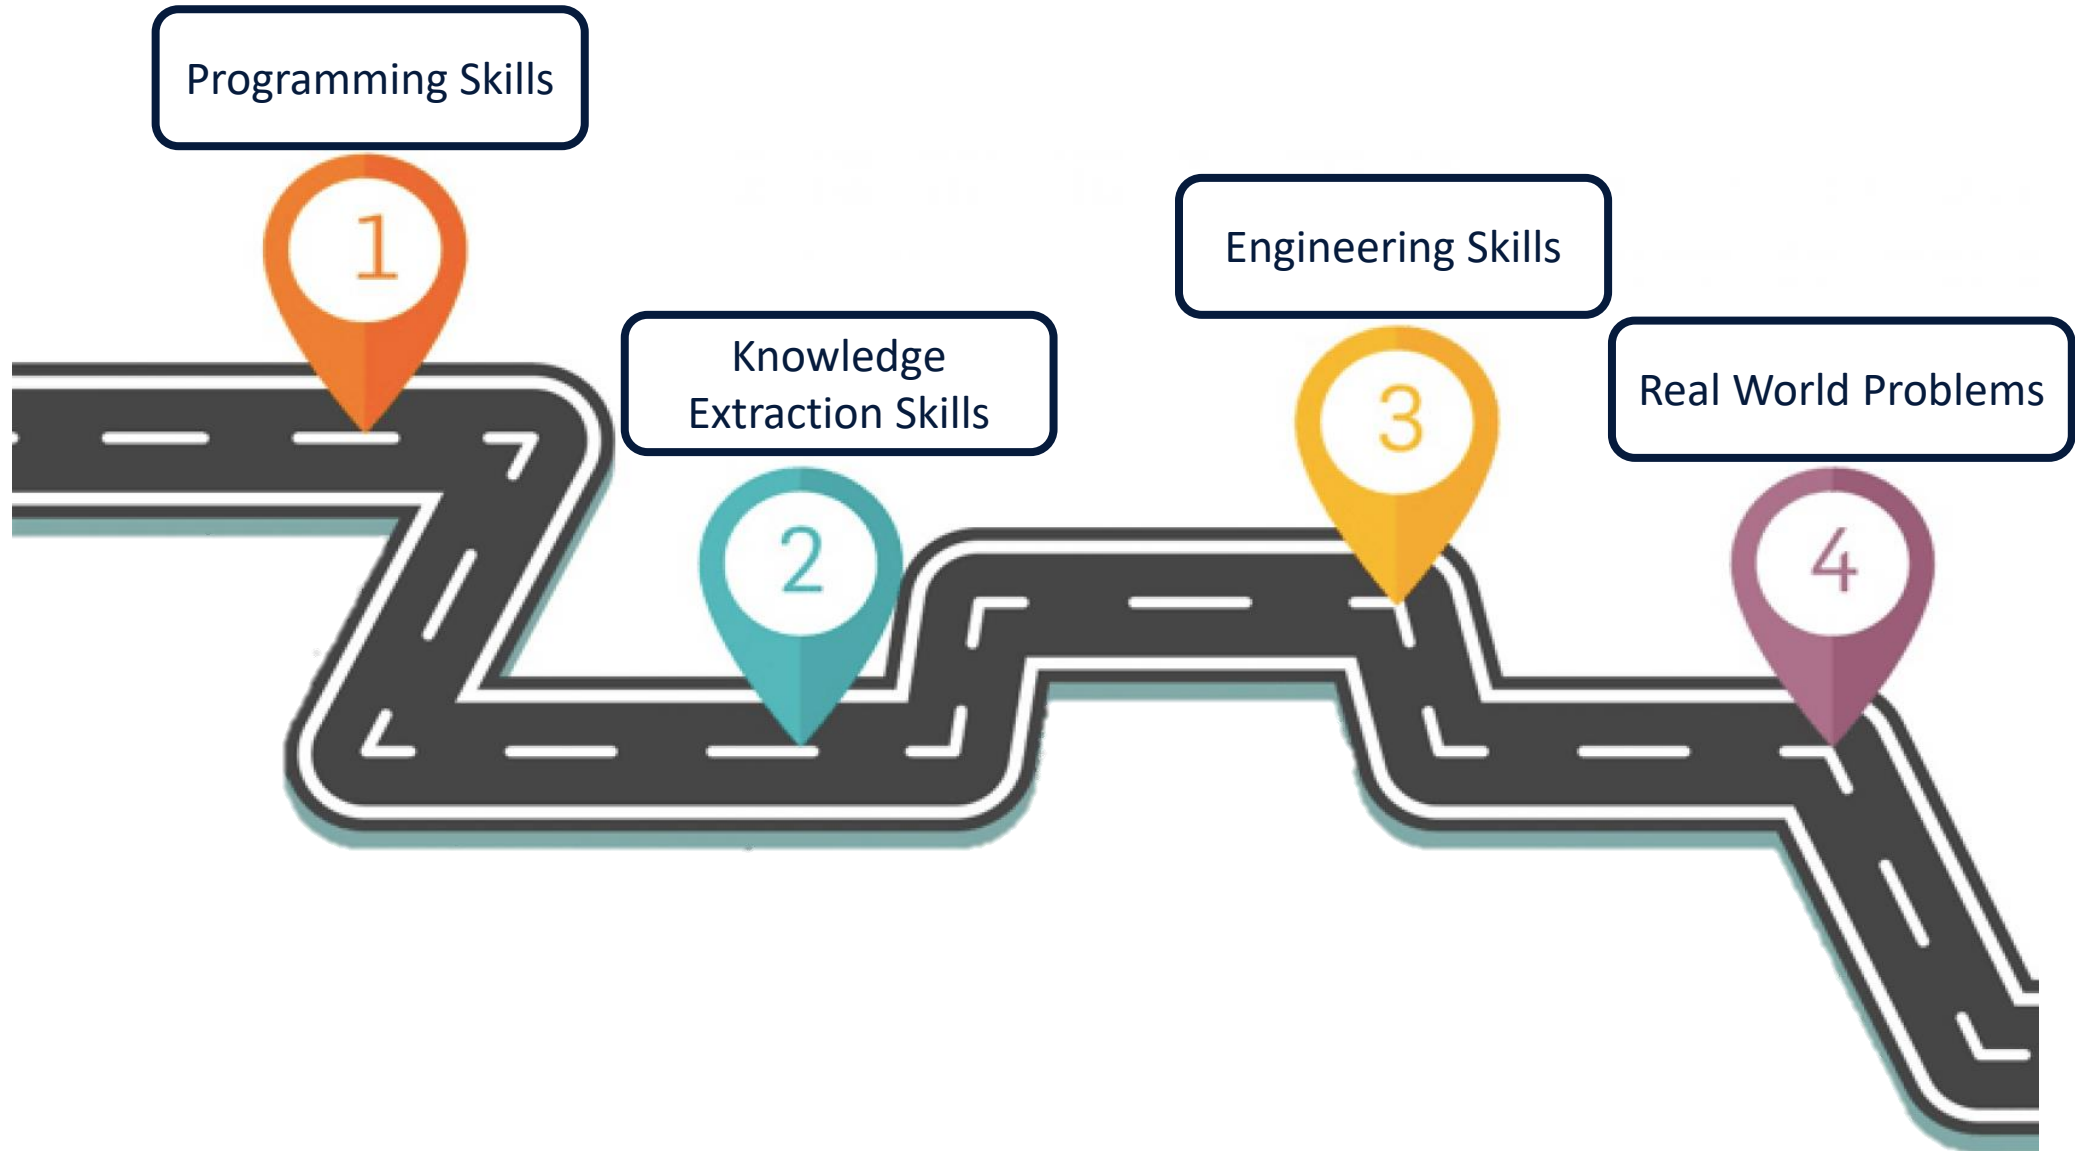 Programming Skills
1
Knowledge
Extraction Skills
2
Engineering Skills
3
Real World Problems
4